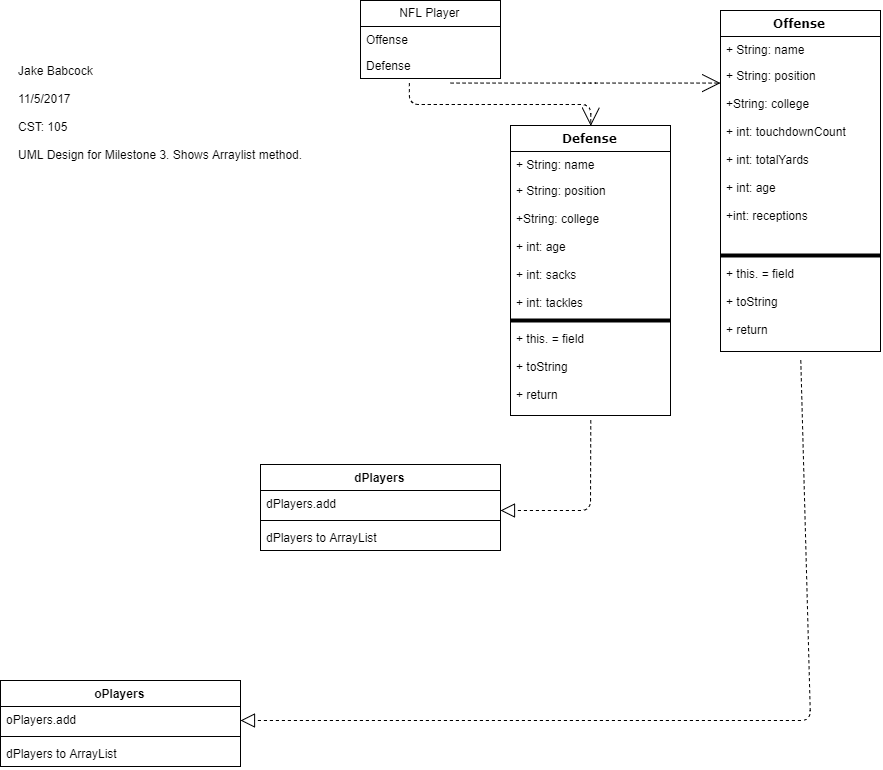 NFL Player
Offense
Defense
Jake Babcock
11/5/2017
CST: 105
UML Design for Milestone 3. Shows Arraylist method.
Offense
+ String: name
+ String: position
+String: college
+ int: touchdownCount
+ int: totalYards
+ int: age
+int: receptions
+ this. = field
+ toString
+ return
Defense
+ String: name
+ String: position
+String: college
+ int: age
+ int: sacks
+ int: tackles
+ this. = field
+ toString
+ return
dPlayers
dPlayers.add
dPlayers to ArrayList
oPlayers
oPlayers.add
dPlayers to ArrayList